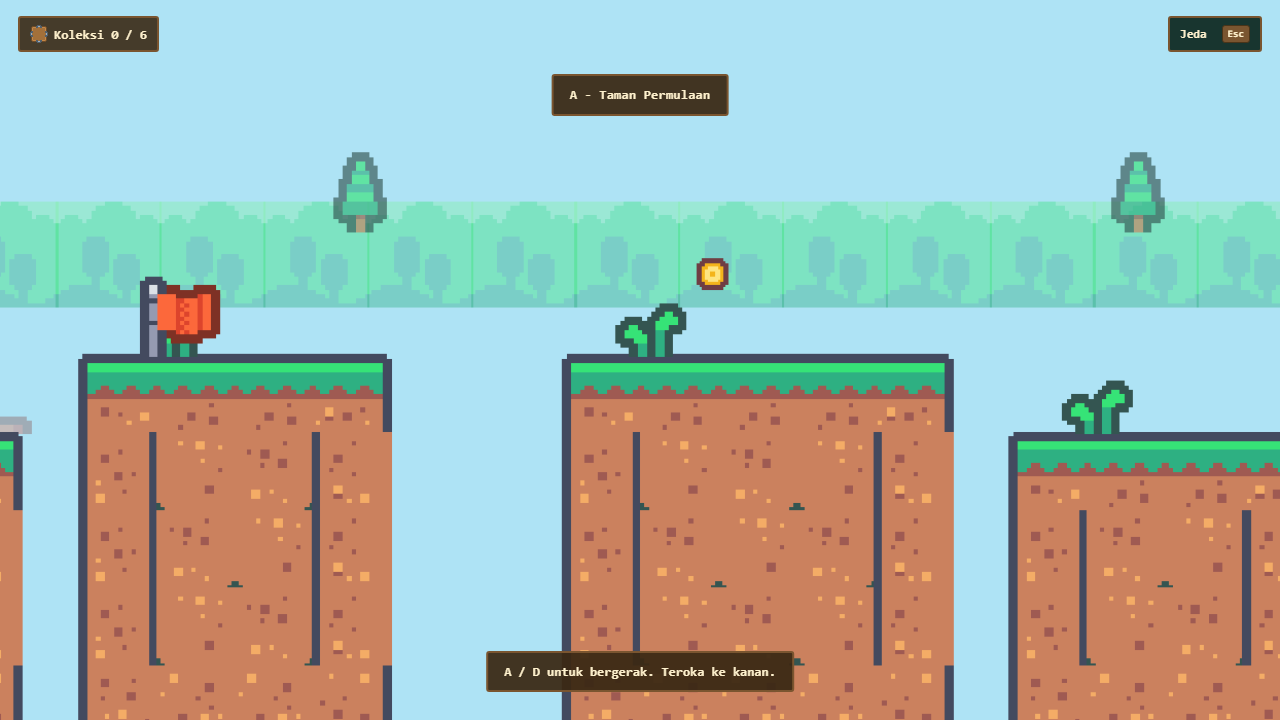 Koleksi 0 / 6
Jeda Esc
A - Taman Permulaan
A / D untuk bergerak. Teroka ke kanan.